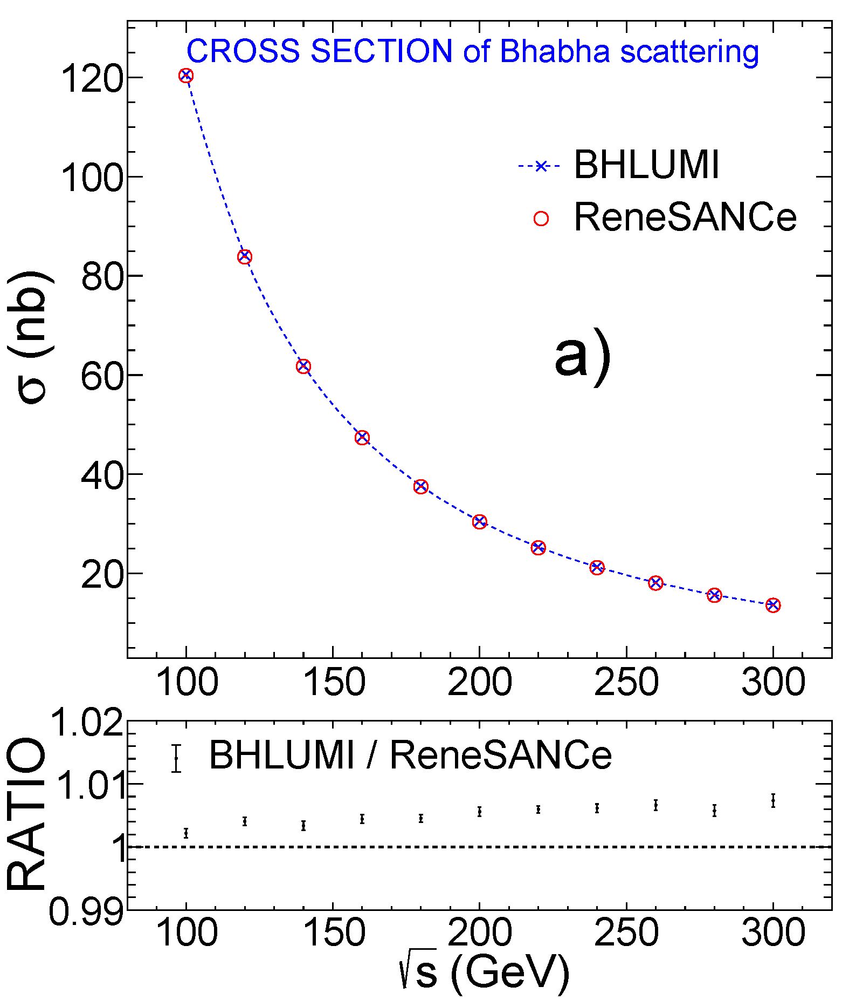 CROSS SECTION of Bhabha scattering
120
100
80
60
40
20
σ (nb)
BHLUMI
ReneSANCe
a)
100 150 200 250 300
1.02
1.01
1
0.99
RATIO
BHLUMI / ReneSANCe
100 150 200 250 300
√s (GeV)